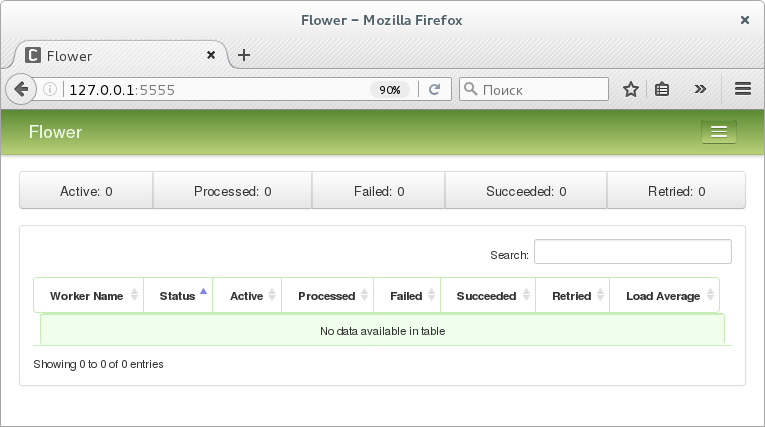 Flower – Mozilla Firefox
Flower
127.0.0.1:5555 90% Поиск
Flower
Active: 0 Processed: 0 Failed: 0 Succeeded: 0 Retried: 0
Search:
Worker Name Status Active Processed Failed Succeeded Retried Load Average
No data available in table
Showing 0 to 0 of 0 entries